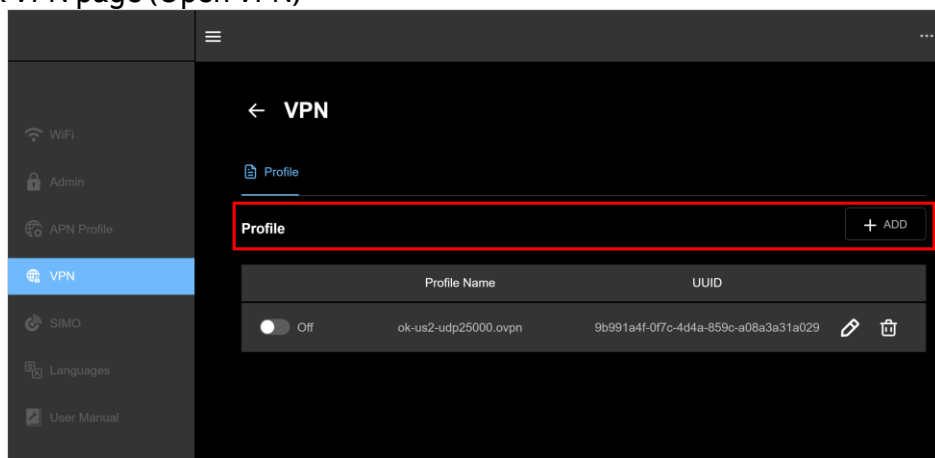 VPN page (Open VPN)
VPN
WiFi
Profile
Admin
APN Profile
Profile
ADD
VPN
Profile Name
UUID
SIMO
Off
ok-us2-udp25000.ovpn
9b991a4f-0f7c-4d4a-859c-a08a3a31a029
Languages
User Manual